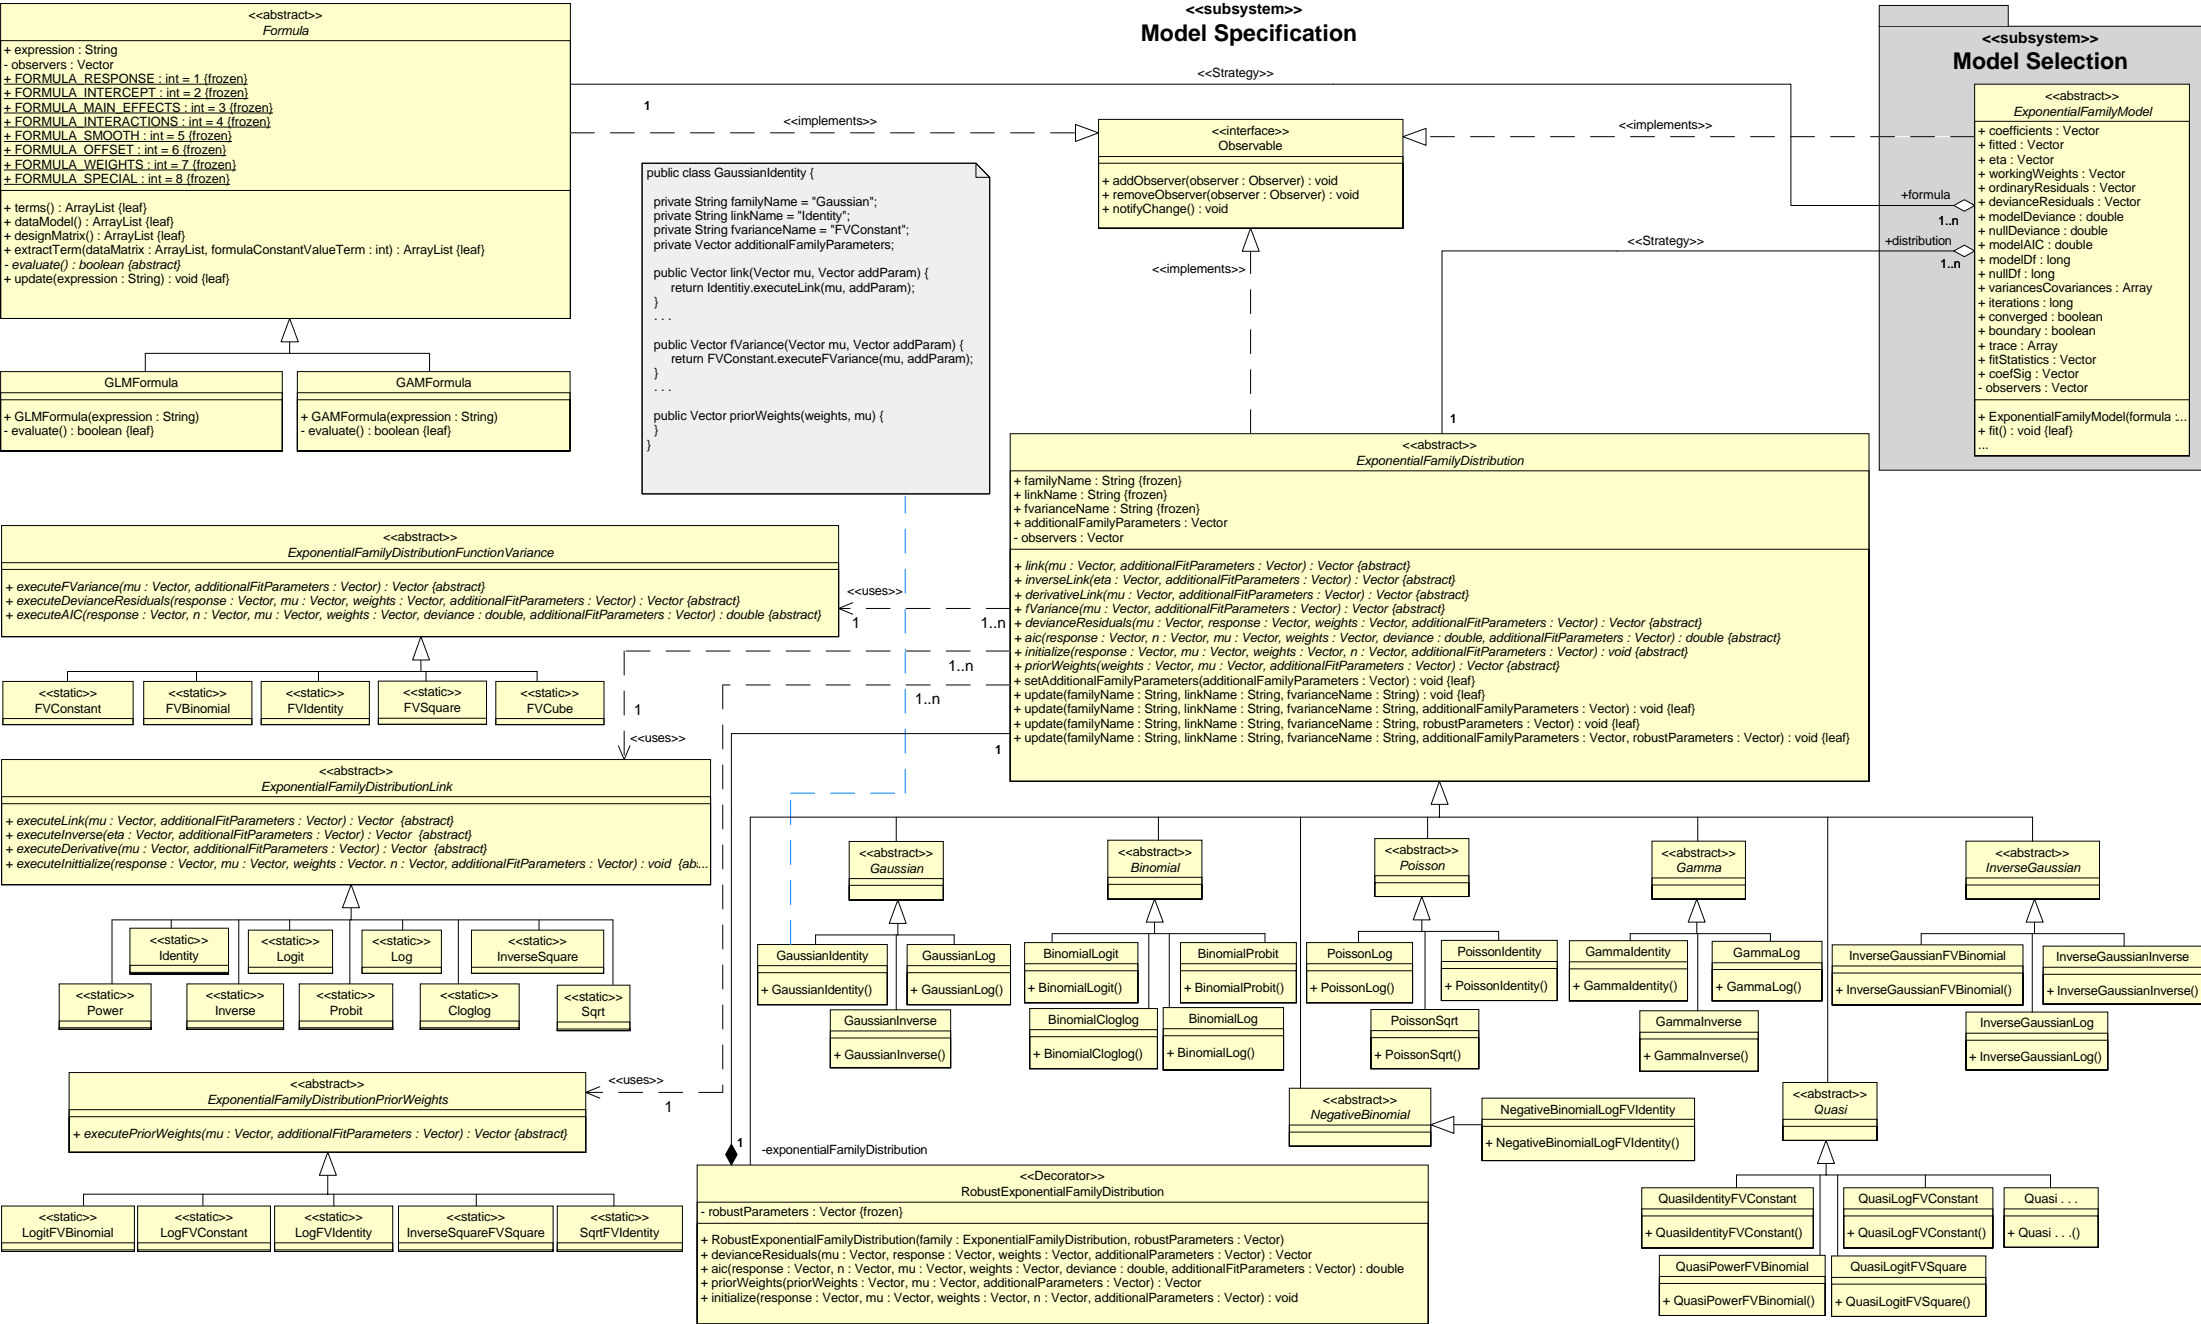 <<abstract>>
Formula
+ expression : String
- observers : Vector
+ FORMULA_RESPONSE : int = 1 {frozen}
+ FORMULA_INTERCEPT : int = 2 {frozen}
+ FORMULA_MAIN_EFFECTS : int = 3 {frozen}
+ FORMULA_INTERACTIONS : int = 4 {frozen}
+ FORMULA_SMOOTH : int = 5 {frozen}
+ FORMULA_OFFSET : int = 6 {frozen}
+ FORMULA_WEIGHTS : int = 7 {frozen}
+ FORMULA_SPECIAL : int = 8 {frozen}
+ terms() : ArrayList {leaf}
+ dataModel() : ArrayList {leaf}
+ designMatrix() : ArrayList {leaf}
+ extractTerm(dataMatrix : ArrayList, formulaConstantValueTerm : int) : ArrayList {leaf}
- evaluate() : boolean {abstract}
+ update(expression : String) : void {leaf}
GLMFormula
+ GLMFormula(expression : String)
- evaluate() : boolean {leaf}
GAMFormula
+ GAMFormula(expression : String)
- evaluate() : boolean {leaf}
<<subsystem>>
Model Specification
<<Strategy>>
1
<<implements>>
<<interface>>
Observable
+ addObserver(observer : Observer) : void
+ removeObserver(observer : Observer) : void
+ notifyChange() : void
<<implements>>
<<implements>>
<<Strategy>>
1
+formula
1..n
+distribution
1..n
<<subsystem>>
Model Selection
<<abstract>>
ExponentialFamilyModel
+ coefficients : Vector
+ fitted : Vector
+ eta : Vector
+ workingWeights : Vector
+ ordinaryResiduals : Vector
+ devianceResiduals : Vector
+ modelDeviance : double
+ nullDeviance : double
+ modelAIC : double
+ modelDf : long
+ nullDf : long
+ variancesCovariances : Array
+ iterations : long
+ converged : boolean
+ boundary : boolean
+ trace : Array
+ fitStatistics : Vector
+ coefSig : Vector
- observers : Vector
+ ExponentialFamilyModel(formula :...
+ fit() : void {leaf}
...
public class GaussianIdentity {
private String familyName = "Gaussian";
private String linkName = "Identity";
private String fvarianceName = "FVConstant";
private Vector additionalFamilyParameters;
public Vector link(Vector mu, Vector addParam) {
return Identitiy.executeLink(mu, addParam);
}
. . .
public Vector fVariance(Vector mu, Vector addParam) {
return FVConstant.executeFVariance(mu, addParam);
}
. . .
public Vector priorWeights(weights, mu) {
}
}
<<abstract>>
ExponentialFamilyDistribution
+ familyName : String {frozen}
+ linkName : String {frozen}
+ fvarianceName : String {frozen}
+ additionalFamilyParameters : Vector
- observers : Vector
+ link(mu : Vector, additionalFitParameters : Vector) : Vector {abstract}
+ inverseLink(eta : Vector, additionalFitParameters : Vector) : Vector {abstract}
+ derivativeLink(mu : Vector, additionalFitParameters : Vector) : Vector {abstract}
+ fVariance(mu : Vector, additionalFitParameters : Vector) : Vector {abstract}
+ devianceResiduals(mu : Vector, response : Vector, weights : Vector, additionalFitParameters : Vector) : Vector {abstract}
+ aic(response : Vector, n : Vector, mu : Vector, weights : Vector, deviance : double, additionalFitParameters : Vector) : double {abstract}
+ initialize(response : Vector, mu : Vector, weights : Vector, n : Vector, additionalFitParameters : Vector) : void {abstract}
+ priorWeights(weights : Vector, mu : Vector, additionalFitParameters : Vector) : Vector {abstract}
+ setAdditionalFamilyParameters(additionalFamilyParameters : Vector) : void {leaf}
+ update(familyName : String, linkName : String, fvarianceName : String) : void {leaf}
+ update(familyName : String, linkName : String, fvarianceName : String, additionalFamilyParameters : Vector) : void {leaf}
+ update(familyName : String, linkName : String, fvarianceName : String, robustParameters : Vector) : void {leaf}
+ update(familyName : String, linkName : String, fvarianceName : String, additionalFamilyParameters : Vector, robustParameters : Vector) : void {leaf}
<<abstract>>
ExponentialFamilyDistributionFunctionVariance
+ executeFVariance(mu : Vector, additionalFitParameters : Vector) : Vector {abstract}
+ executeDevianceResiduals(response : Vector, mu : Vector, weights : Vector, additionalFitParameters : Vector) : Vector {abstract}
+ executeAIC(response : Vector, n : Vector, mu : Vector, weights : Vector, deviance : double, additionalFitParameters : Vector) : double {abstract}
<<uses>>
1
1..n
1..n
1..n
1
<<uses>>
1
<<static>>
FVConstant
<<static>>
FVBinomial
<<static>>
FVIdentity
<<static>>
FVSquare
<<static>>
FVCube
<<abstract>>
ExponentialFamilyDistributionLink
+ executeLink(mu : Vector, additionalFitParameters : Vector) : Vector {abstract}
+ executeInverse(eta : Vector, additionalFitParameters : Vector) : Vector {abstract}
+ executeDerivative(mu : Vector, additionalFitParameters : Vector) : Vector {abstract}
+ executeInittialize(response : Vector, mu : Vector, weights : Vector. n : Vector, additionalFitParameters : Vector) : void {ab...
<<static>>
Identity
<<static>>
Logit
<<static>>
Log
<<static>>
InverseSquare
<<static>>
Power
<<static>>
Inverse
<<static>>
Probit
<<static>>
Cloglog
<<static>>
Sqrt
<<abstract>>
ExponentialFamilyDistributionPriorWeights
+ executePriorWeights(mu : Vector, additionalFitParameters : Vector) : Vector {abstract}
<<uses>>
1
<<static>>
LogitFVBinomial
<<static>>
LogFVConstant
<<static>>
LogFVIdentity
<<static>>
InverseSquareFVSquare
<<static>>
SqrtFVIdentity
<<abstract>>
Gaussian
<<abstract>>
Binomial
<<abstract>>
Poisson
<<abstract>>
Gamma
<<abstract>>
InverseGaussian
GaussianIdentity
+ GaussianIdentity()
GaussianLog
+ GaussianLog()
GaussianInverse
+ GaussianInverse()
BinomialLogit
+ BinomialLogit()
BinomialProbit
+ BinomialProbit()
BinomialCloglog
+ BinomialCloglog()
BinomialLog
+ BinomialLog()
PoissonLog
+ PoissonLog()
PoissonIdentity
+ PoissonIdentity()
PoissonSqrt
+ PoissonSqrt()
GammaIdentity
+ GammaIdentity()
GammaLog
+ GammaLog()
GammaInverse
+ GammaInverse()
InverseGaussianFVBinomial
+ InverseGaussianFVBinomial()
InverseGaussianInverse
+ InverseGaussianInverse()
InverseGaussianLog
+ InverseGaussianLog()
<<abstract>>
NegativeBinomial
NegativeBinomialLogFVIdentity
+ NegativeBinomialLogFVIdentity()
<<abstract>>
Quasi
QuasiIdentityFVConstant
+ QuasiIdentityFVConstant()
QuasiLogFVConstant
+ QuasiLogFVConstant()
Quasi . . .
+ Quasi . . .()
QuasiPowerFVBinomial
+ QuasiPowerFVBinomial()
QuasiLogitFVSquare
+ QuasiLogitFVSquare()
1
-exponentialFamilyDistribution
<<Decorator>>
RobustExponentialFamilyDistribution
- robustParameters : Vector {frozen}
+ RobustExponentialFamilyDistribution(family : ExponentialFamilyDistribution, robustParameters : Vector)
+ devianceResiduals(mu : Vector, response : Vector, weights : Vector, additionalParameters : Vector) : Vector
+ aic(response : Vector, n : Vector, mu : Vector, weights : Vector, deviance : double, additionalFitParameters : Vector) : double
+ priorWeights(priorWeights : Vector, mu : Vector, additionalParameters : Vector) : Vector
+ initialize(response : Vector, mu : Vector, weights : Vector, n : Vector, additionalParameters : Vector) : void